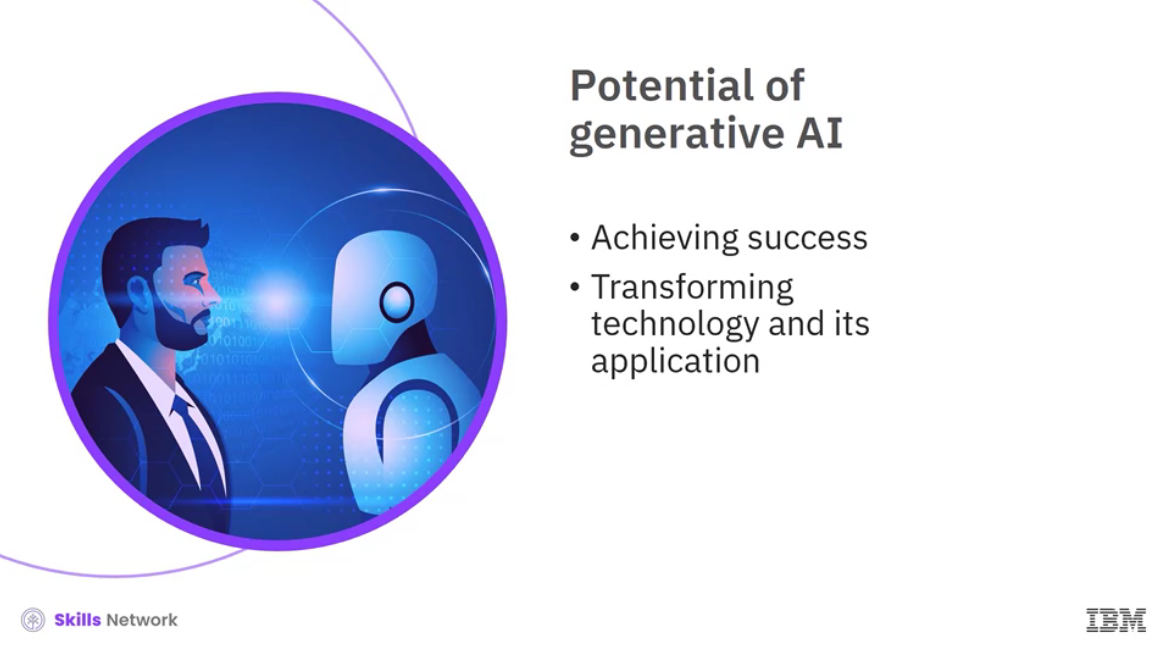 Potential of
generative AI
• Achieving success
• Transforming
technology and its
application
Skills Network
IBM